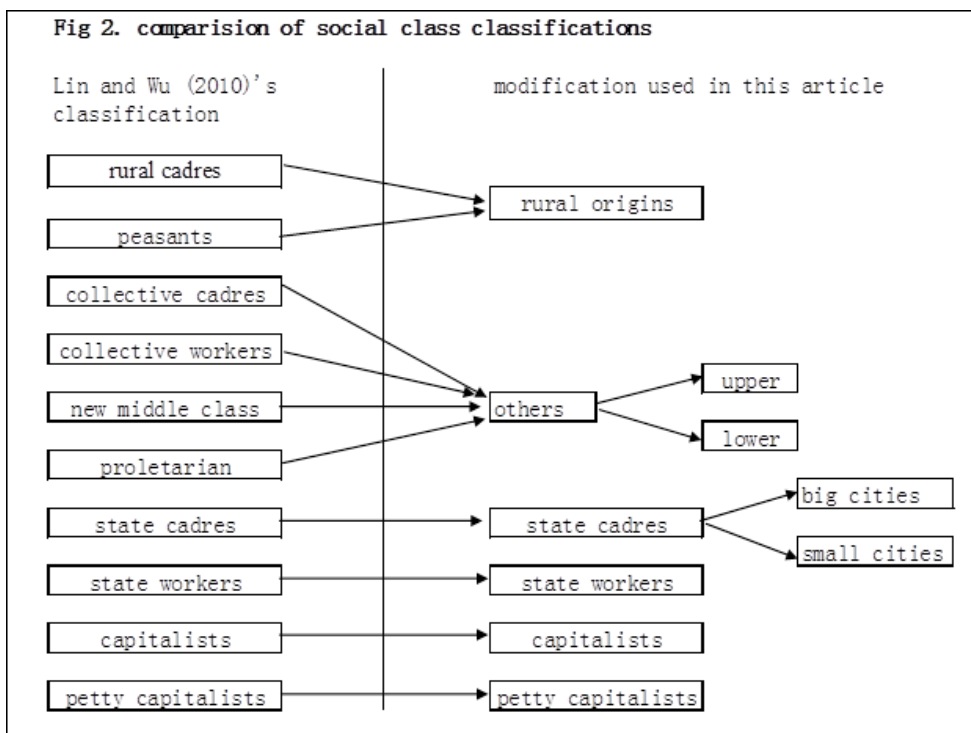 Fig 2. comparision of social class classifications
Lin and Wu (2010)'s
classification
modification used in this article
rural cadres
peasants
collective cadres
collective workers
new middle class
proletarian
state cadres
state workers
capitalists
petty capitalists
rural origins
others
upper
lower
state cadres
big cities
small cities
state workers
capitalists
petty capitalists